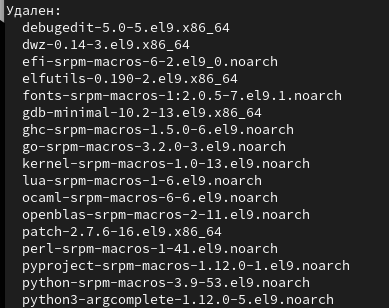 Удален:
debugedit-5.0-5.el9.x86_64
dwz-0.14-3.el9.x86_64
efi-srpm-macros-6-2.el9_0.noarch
elfutils-0.190-2.el9.x86_64
fonts-srpm-macros-1:2.0.5-7.el9.1.noarch
gdb-minimal-10.2-13.el9.x86_64
ghc-srpm-macros-1.5.0-6.el9.noarch
go-srpm-macros-3.2.0-3.el9.noarch
kernel-srpm-macros-1.0-13.el9.noarch
lua-srpm-macros-1-6.el9.noarch
ocaml-srpm-macros-6-6.el9.noarch
openblas-srpm-macros-2-11.el9.noarch
patch-2.7.6-16.el9.x86_64
perl-srpm-macros-1-41.el9.noarch
pyproject-srpm-macros-1.12.0-1.el9.noarch
python-srpm-macros-3.9-53.el9.noarch
python3-argcomplete-1.12.0-5.el9.noarch